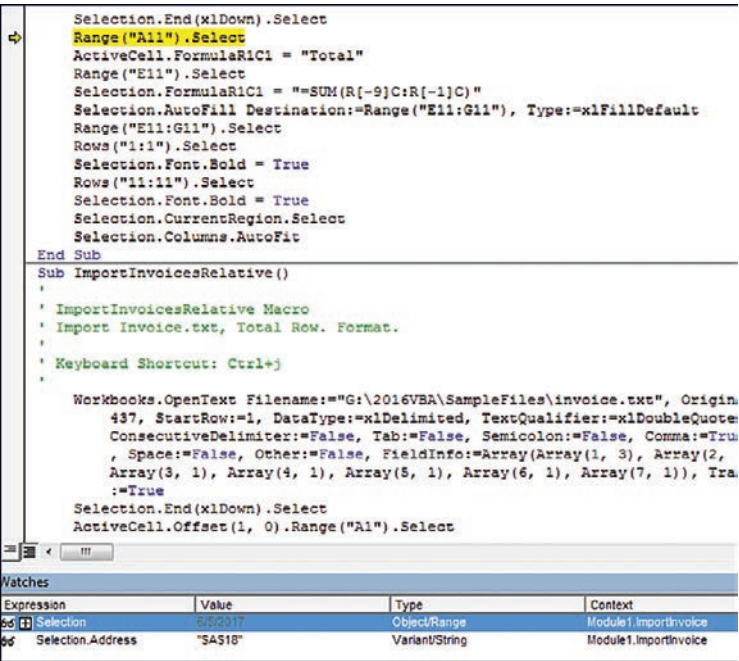 Selection.End(xlDown).Select
Range("A11").Select
ActiveCell.FormulaR1C1 = "Total"
Range("E11").Select
Selection.FormulaR1C1 = "=SUM(R[-9]C:R[-1]C)"
Selection.AutoFill Destination:=Range("E11:G11"), Type:=xlFillDefault
Range("E11:G11").Select
Rows("1:1").Select
Selection.Font.Bold = True
Rows("11:11").Select
Selection.Font.Bold = True
Selection.CurrentRegion.Select
Selection.Columns.AutoFit
End Sub
Sub ImportInvoicesRelative()
'
' ImportInvoicesRelative Macro
' Import Invoice.txt, Total Row. Format.
'
' Keyboard Shortcut: Ctrl+j
'
Workbooks.OpenText Filename:="G:\2016VBA\SampleFiles\invoice.txt", Origin
437, StartRow:=1, DataType:=xlDelimited, TextQualifier:=xlDoubleQuote
ConsecutiveDelimiter:=False, Tab:=False, Semicolon:=False, Comma:=Tru
, Space:=False, Other:=False, FieldInfo:=Array(Array(1, 3), Array(2,
Array(3, 1), Array(4, 1), Array(5, 1), Array(6, 1), Array(7, 1)), Tra
:=True
Selection.End(xlDown).Select
ActiveCell.Offset(1, 0).Range("A1").Select
Watches
Expression Value Type Context
Selection 6/5/2017 Object/Range Module1.ImportInvoice
Selection.Address "$A$18" Variant/String Module1.ImportInvoice